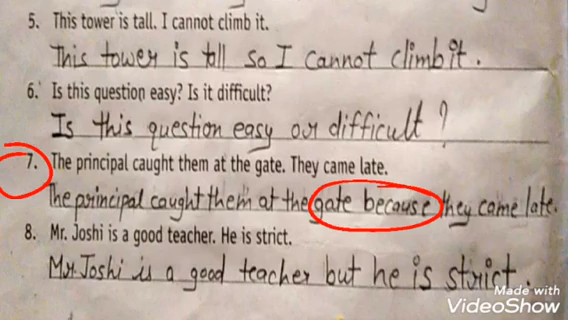 5. This tower is tall. I cannot climb it.
This tower is tall so I cannot climb it.
6. Is this question easy? Is it difficult?
Is this question easy or difficult ?
7. The principal caught them at the gate. They came late.
The principal caught them at the gate because they came late.
8. Mr. Joshi is a good teacher. He is strict.
Mr. Joshi is a good teacher but he is strict.
Made with
VideoShow